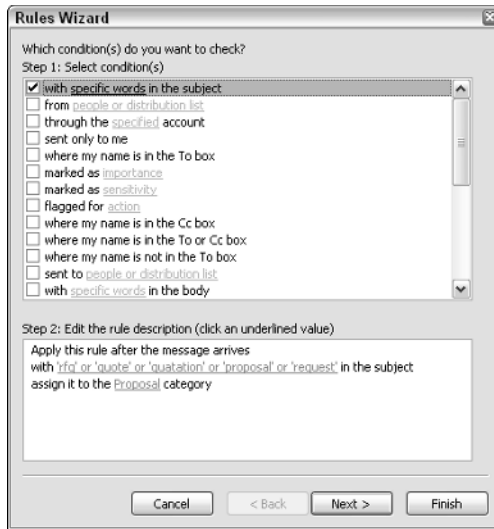 Rules Wizard
Which condition(s) do you want to check?
Step 1: Select condition(s)
with specific words in the subject
from people or distribution list
through the specified account
sent only to me
where my name is in the To box
marked as importance
marked as sensitivity
flagged for action
where my name is in the Cc box
where my name is in the To or Cc box
where my name is not in the To box
sent to people or distribution list
with specific words in the body
Step 2: Edit the rule description (click an underlined value)
Apply this rule after the message arrives
with 'rfq' or 'quote' or 'quatation' or 'proposal' or 'request' in the subject
assign it to the Proposal category
Cancel < Back Next > Finish